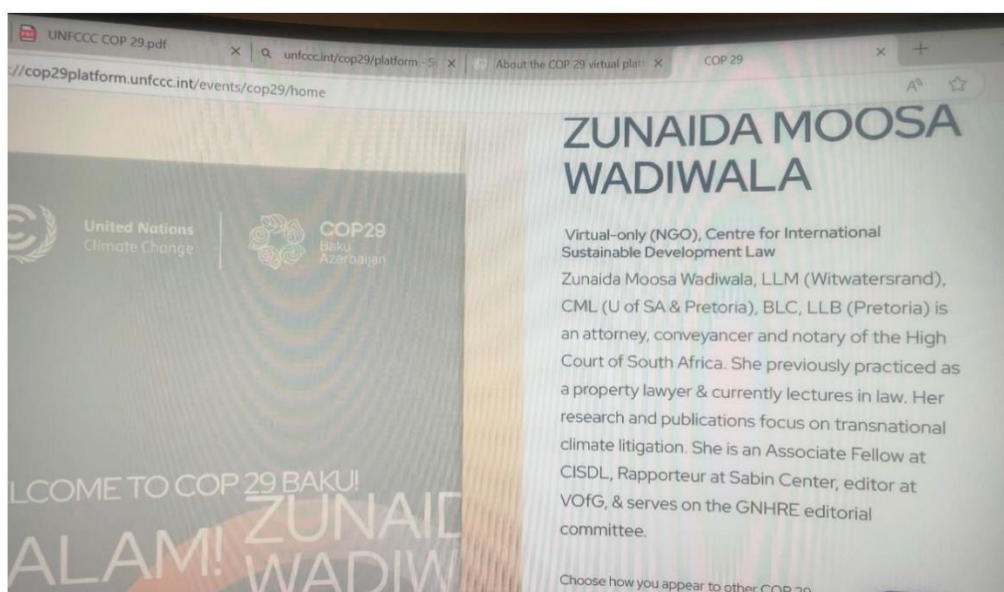 UNFCCC COP 29.pdf
unfccc.int/cop29/platform - S
About the COP 29 virtual plat
COP 29
://cop29platform.unfccc.int/events/cop29/home
United Nations
Climate Change
COP29
Baku
Azerbaijan
LCOME TO COP 29 BAKU!
ALAM!
ZUNAID
WADIW
ZUNAIDA MOOSA
WADIWALA
Virtual-only (NGO), Centre for International
Sustainable Development Law
Zunaida Moosa Wadiwala, LLM (Witwatersrand),
CML (U of SA & Pretoria), BLC, LLB (Pretoria) is
an attorney, conveyancer and notary of the High
Court of South Africa. She previously practiced as
a property lawyer & currently lectures in law. Her
research and publications focus on transnational
climate litigation. She is an Associate Fellow at
CISDL, Rapporteur at Sabin Center, editor at
VOfG, & serves on the GNHRE editorial
committee.
Choose how you appear to other COP 29